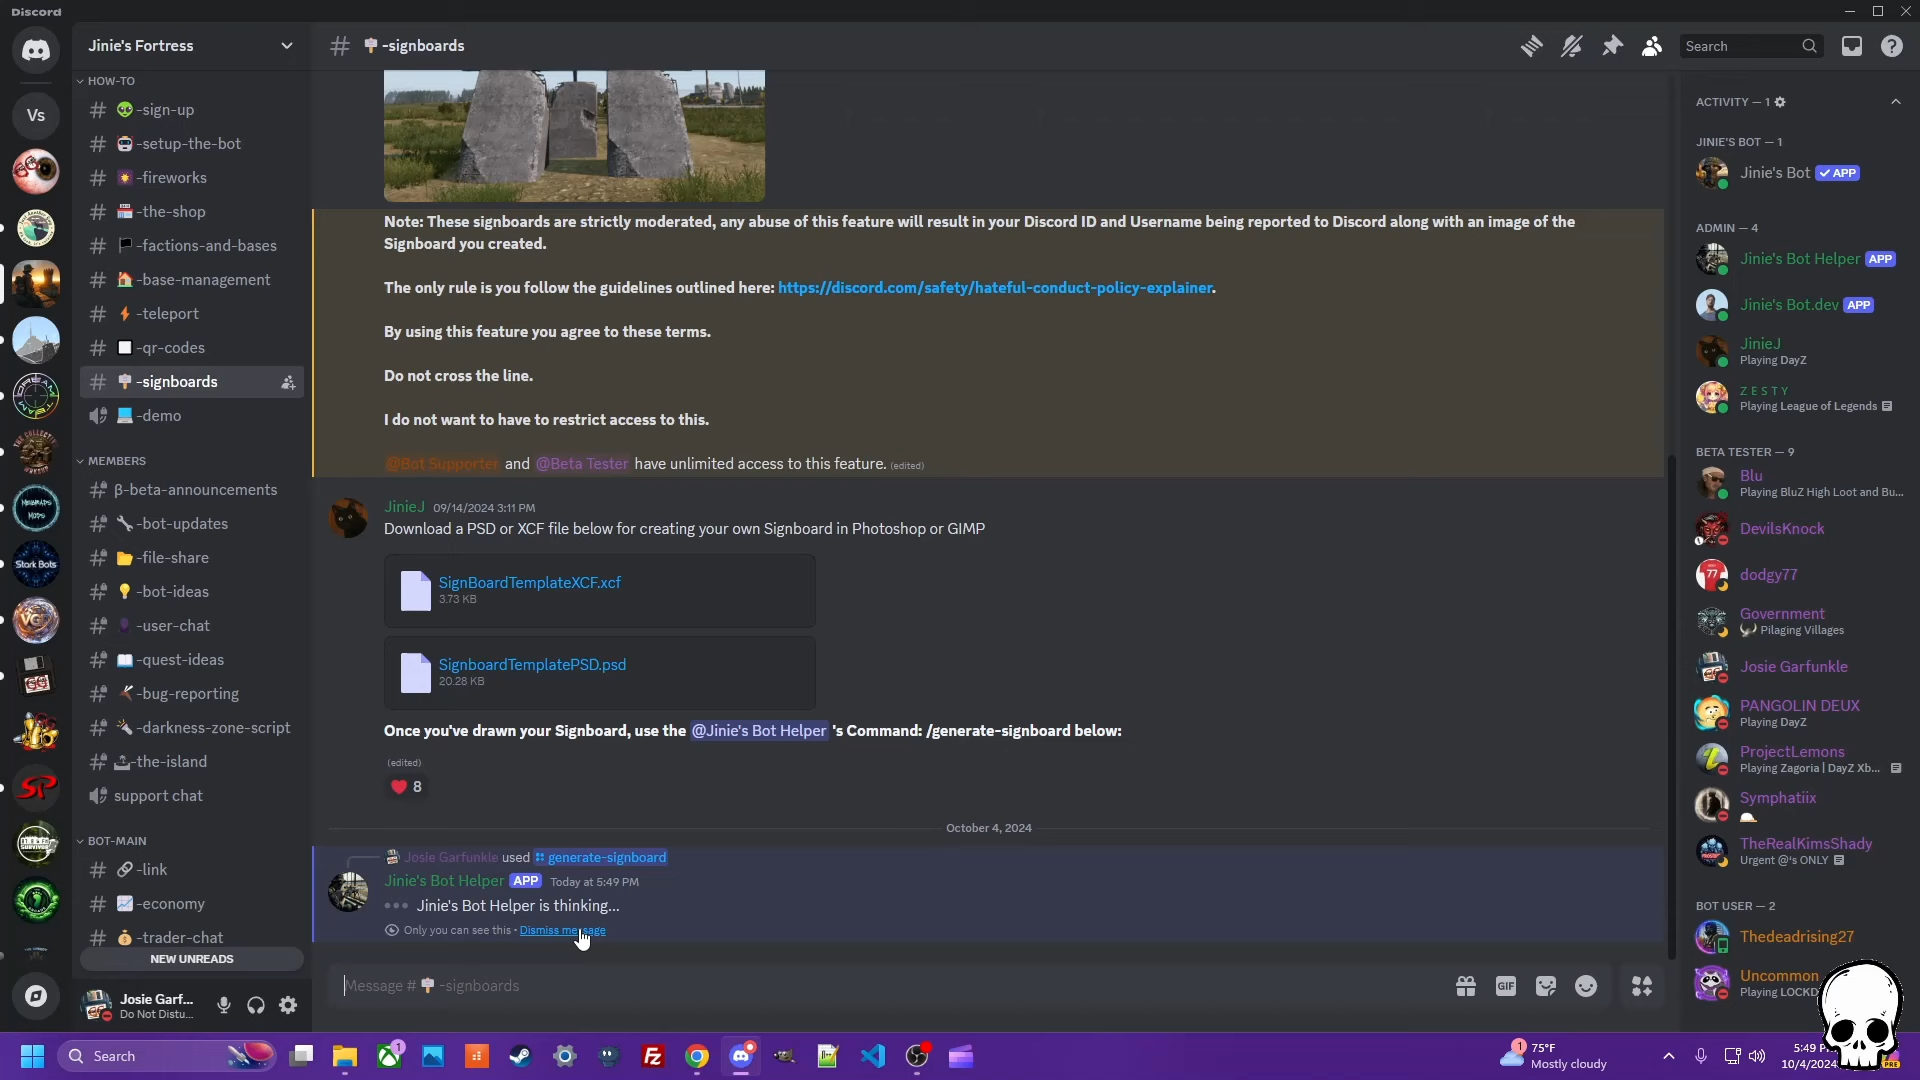 Discord
Jinie's Fortress
HOW-TO
-sign-up
-setup-the-bot
-fireworks
-the-shop
-factions-and-bases
-base-management
-teleport
-qr-codes
-signboards
-demo
MEMBERS
β-beta-announcements
-bot-updates
-file-share
-bot-ideas
-user-chat
-quest-ideas
-bug-reporting
-darkness-zone-script
-the-island
support chat
BOT-MAIN
-link
-economy
-trader-chat
NEW UNREADS
Josie Garf...
Do Not Distu...
Vs
Stark Bots
# -signboards
Search
Note: These signboards are strictly moderated, any abuse of this feature will result in your Discord ID and Username being reported to Discord along with an image of the
Signboard you created.
The only rule is you follow the guidelines outlined here: https://discord.com/safety/hateful-conduct-policy-explainer.
By using this feature you agree to these terms.
Do not cross the line.
I do not want to have to restrict access to this.
@Bot Supporter and @Beta Tester have unlimited access to this feature. (edited)
JinieJ 09/14/2024 3:11 PM
Download a PSD or XCF file below for creating your own Signboard in Photoshop or GIMP
SignBoardTemplateXCF.xcf
3.73 KB
SignboardTemplatePSD.psd
20.28 KB
Once you've drawn your Signboard, use the @Jinie's Bot Helper 's Command: /generate-signboard below:
(edited)
8
October 4, 2024
Josie Garfunkle used generate-signboard
Jinie's Bot Helper APP Today at 5:49 PM
Jinie's Bot Helper is thinking...
Only you can see this • Dismiss message
Message # -signboards
GIF
ACTIVITY — 1
JINIE'S BOT — 1
Jinie's Bot APP
ADMIN — 4
Jinie's Bot Helper APP
Jinie's Bot.dev APP
JinieJ
Playing DayZ
Z E S T Y
Playing League of Legends
BETA TESTER — 9
Blu
Playing BluZ High Loot and Bu...
DevilsKnock
dodgy77
Government
Pilaging Villages
Josie Garfunkle
PANGOLIN DEUX
Playing DayZ
ProjectLemons
Playing Zagoria | DayZ Xb...
Symphatiix
TheRealKimsShady
Urgent @'s ONLY
BOT USER — 2
Thedeadrising27
Uncommon
Playing LOCKD
Search
1
1
75°F
Mostly cloudy
5:49 P
10/4/2024
PRE